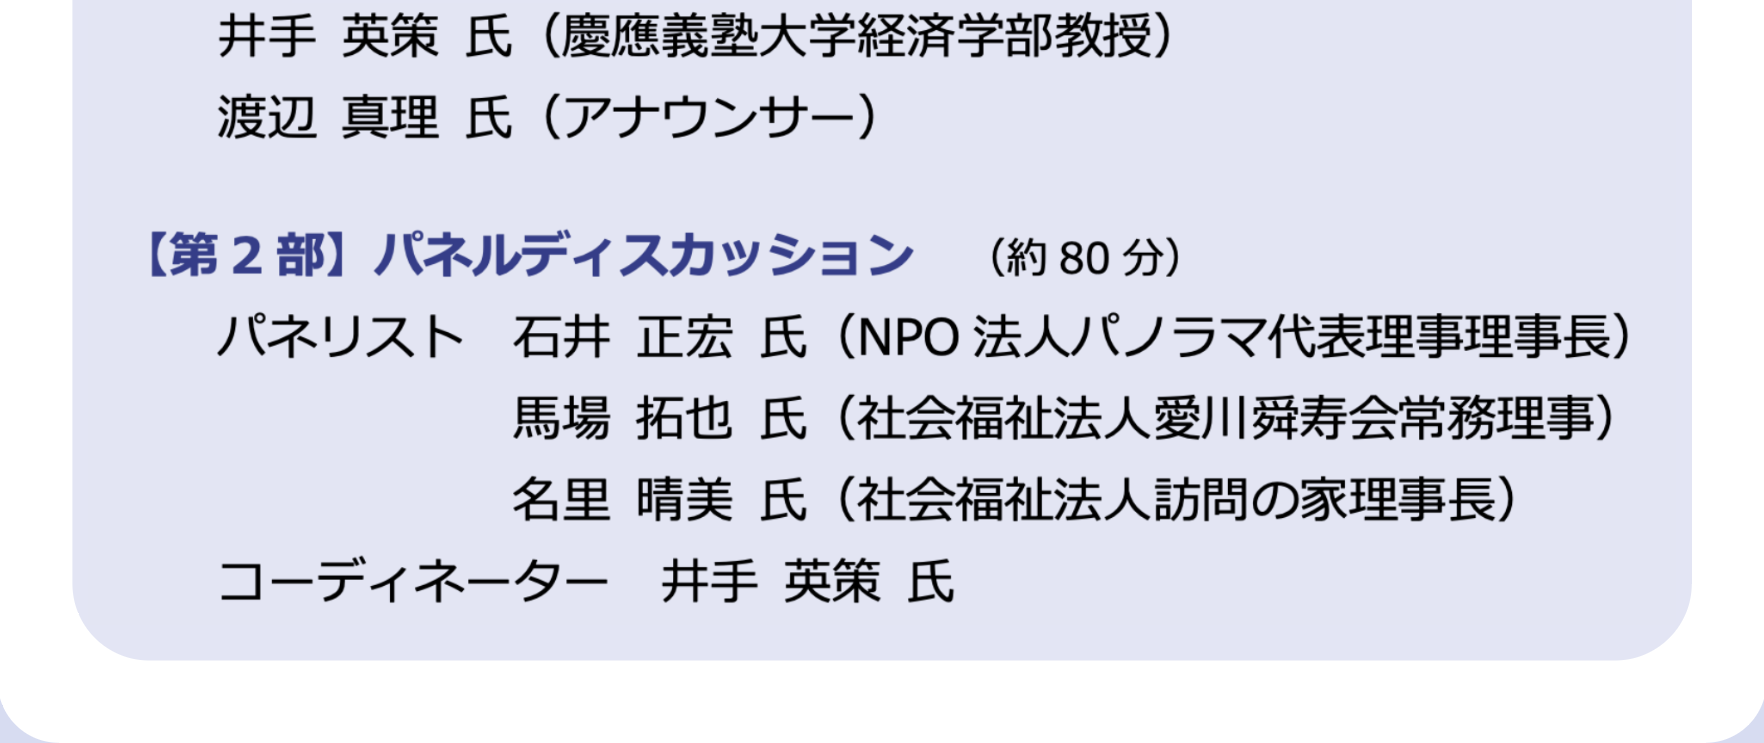 井手 英策 氏（慶應義塾大学経済学部教授）
渡辺 真理 氏（アナウンサー）
【第２部】パネルディスカッション　（約 80 分）
パネリスト　石井 正宏 氏（NPO 法人パノラマ代表理事理事長）
馬場 拓也 氏（社会福祉法人愛川舜寿会常務理事）
名里 晴美 氏（社会福祉法人訪問の家理事長）
コーディネーター　井手 英策 氏